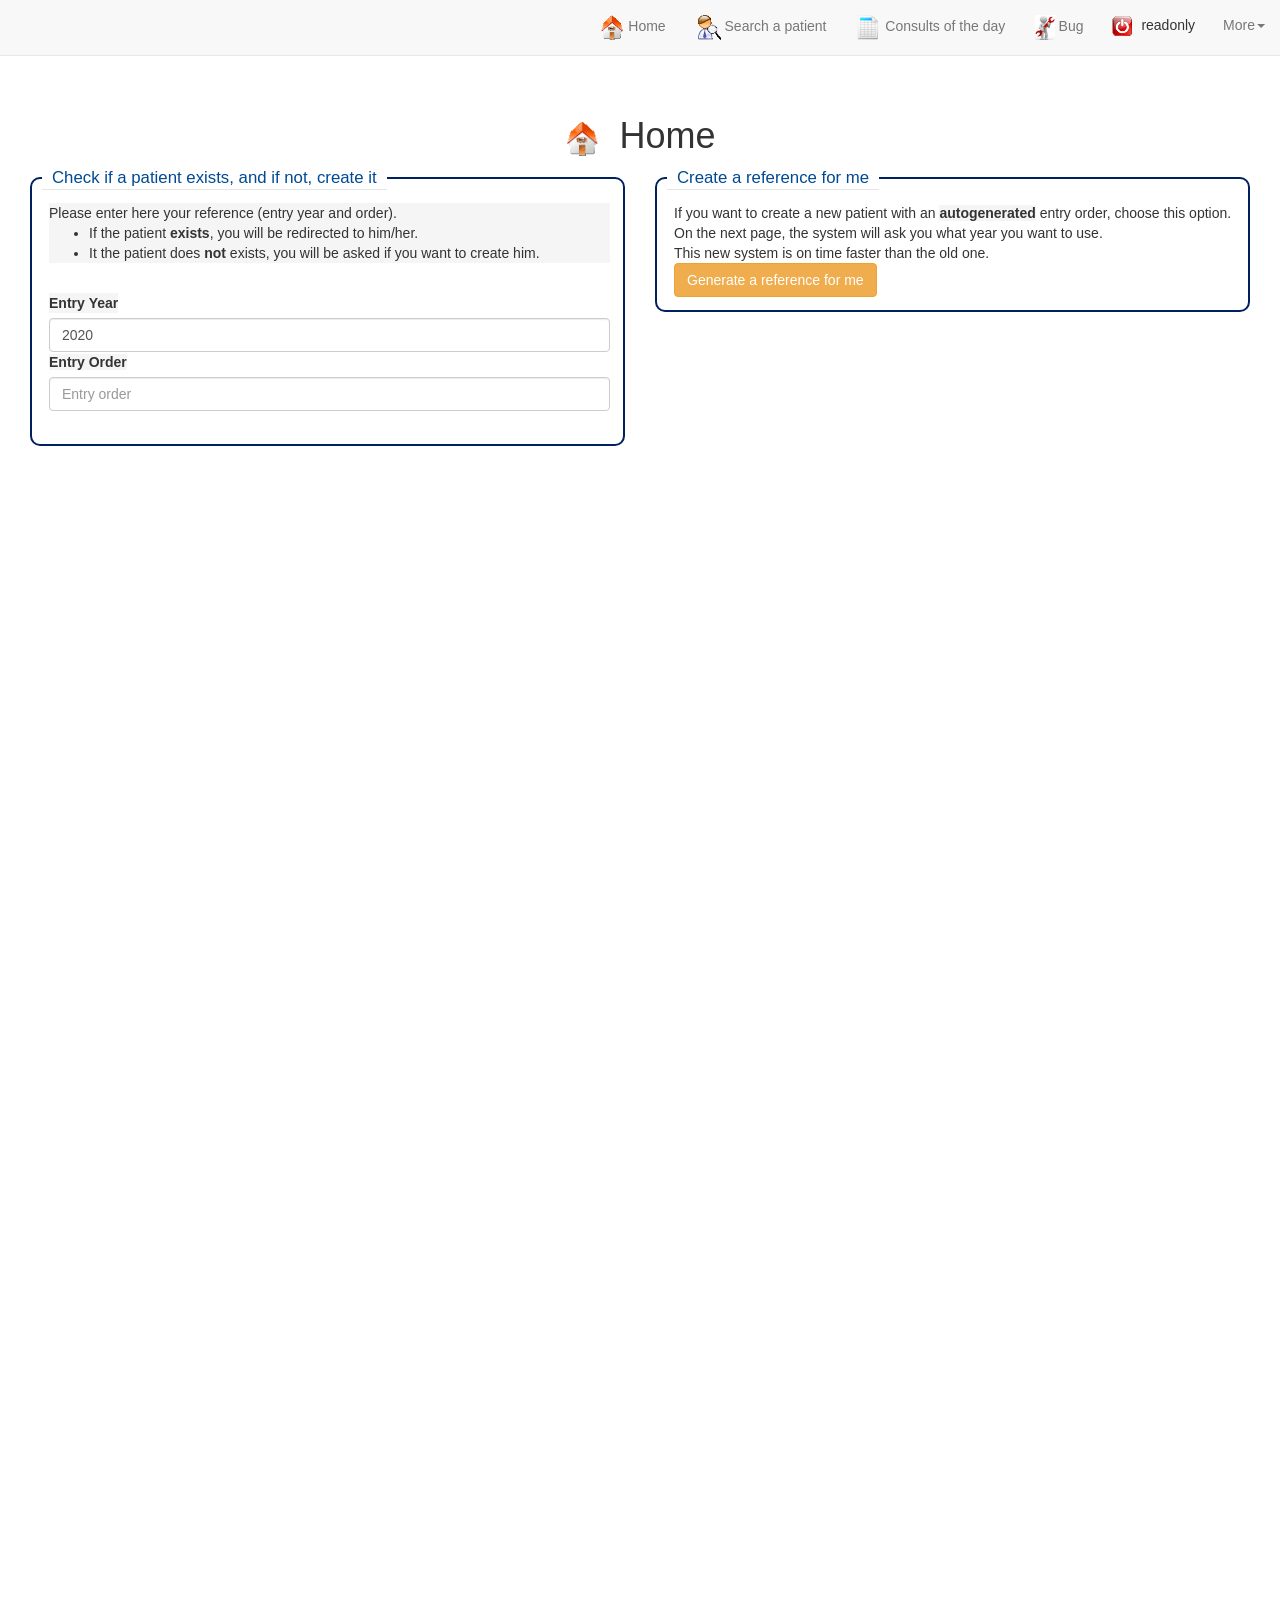 Home Search a patient Consults of the day Bug readonly More
Home
Check if a patient exists, and if not, create it
Please enter here your reference (entry year and order).
If the patient exists, you will be redirected to him/her.
It the patient does not exists, you will be asked if you want to create him.
Entry Year
2020
Entry Order
Entry order
Create a reference for me
If you want to create a new patient with an autogenerated entry order, choose this option.
On the next page, the system will ask you what year you want to use.
This new system is on time faster than the old one.
Generate a reference for me